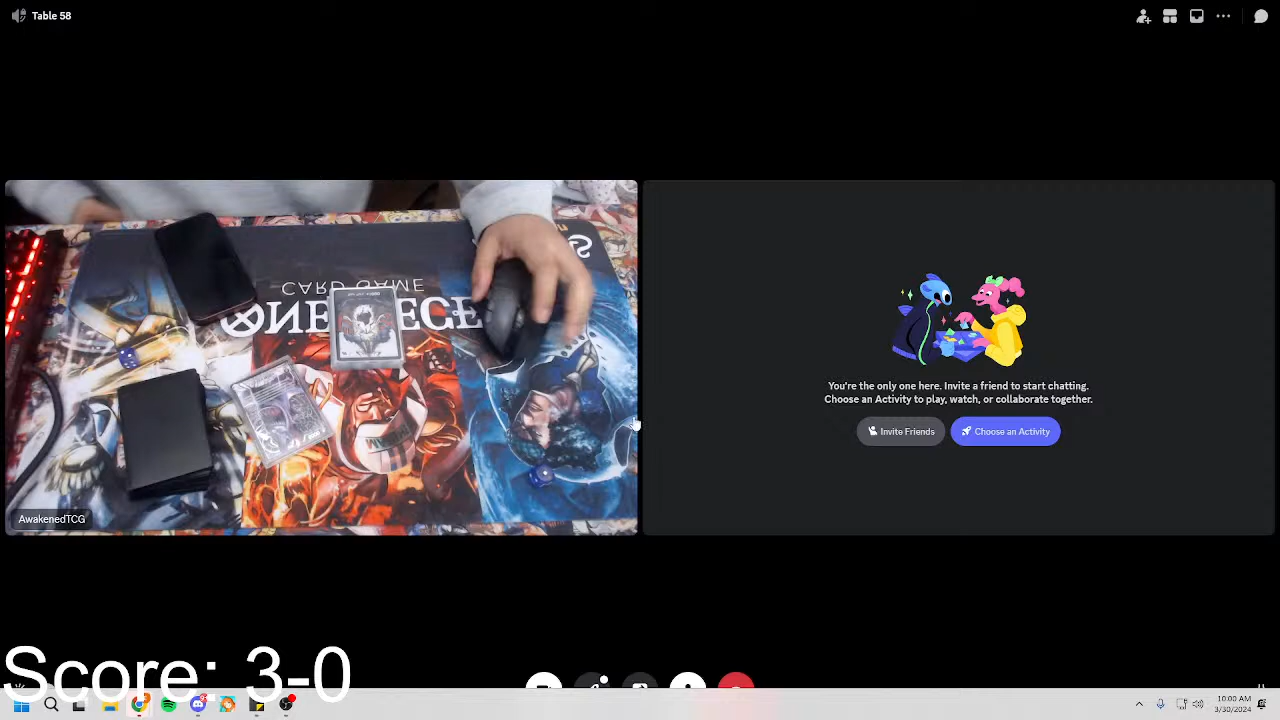 Table 58
CARD GAME
ONE PIECE
AwakenedTCG
You're the only one here. Invite a friend to start chatting.
Choose an Activity to play, watch, or collaborate together.
Invite Friends
Choose an Activity
Score: 3-0
10:00 AM
3/30/2024